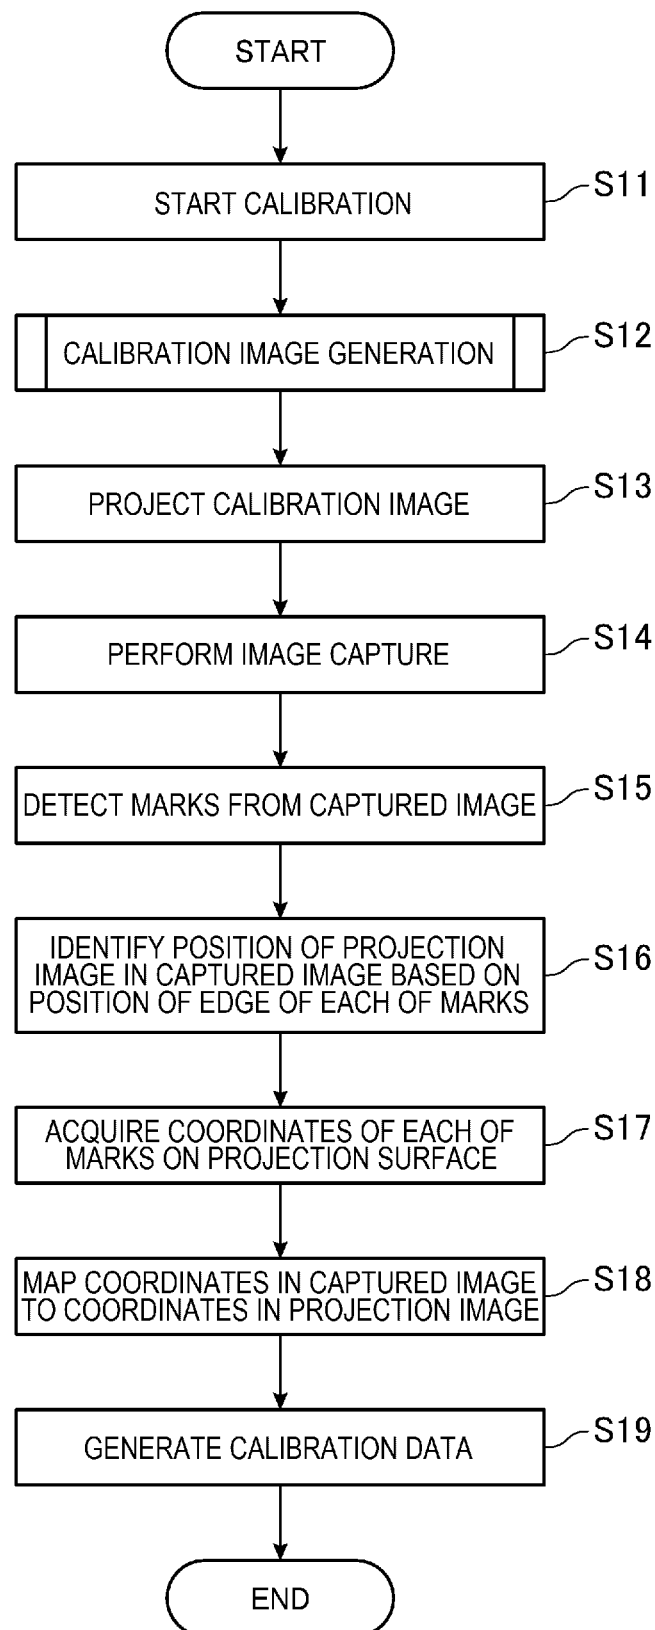 START
START CALIBRATION
S11
CALIBRATION IMAGE GENERATION
S12
PROJECT CALIBRATION IMAGE
S13
PERFORM IMAGE CAPTURE
S14
DETECT MARKS FROM CAPTURED IMAGE
S15
IDENTIFY POSITION OF PROJECTION
IMAGE IN CAPTURED IMAGE BASED ON
POSITION OF EDGE OF EACH OF MARKS
S16
ACQUIRE COORDINATES OF EACH OF
MARKS ON PROJECTION SURFACE
S17
MAP COORDINATES IN CAPTURED IMAGE
TO COORDINATES IN PROJECTION IMAGE
S18
GENERATE CALIBRATION DATA
S19
END